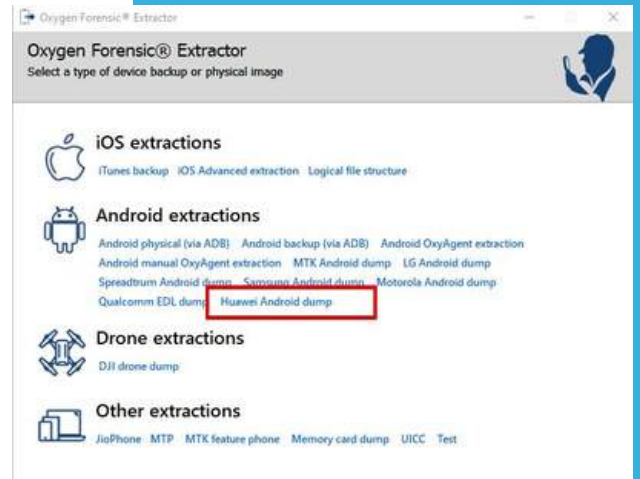 Oxygen Forensic® Extractor
Oxygen Forensic® Extractor
Select a type of device backup or physical image
iOS extractions
iTunes backup iOS Advanced extraction Logical file structure
Android extractions
Android physical (via ADB) Android backup (via ADB) Android OxyAgent extraction
Android manual OxyAgent extraction MTK Android dump LG Android dump
Spreadtrum Android dump Samsung Android dump Motorola Android dump
Qualcomm EDL dump Huawei Android dump
Drone extractions
DJI drone dump
Other extractions
JioPhone MTP MTK feature phone Memory card dump UICC Test